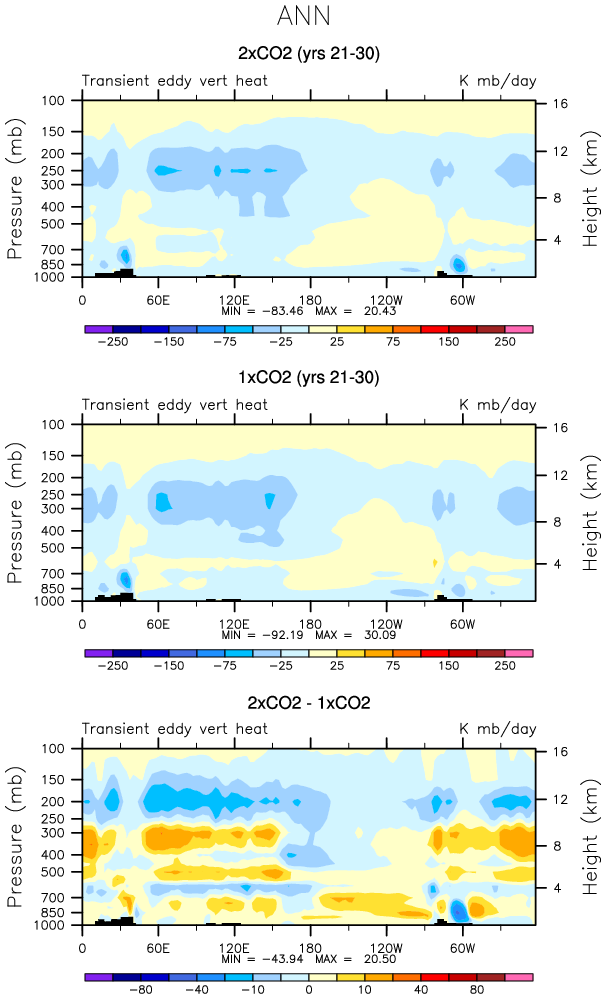 ANN
2xCO2 (yrs 21-30)
Transient eddy vert heat K mb/day
Pressure (mb)
100
150
200
250
300
400
500
700
850
1000
16
12
8
4
Height (km)
0 60E 120E 180 120W 60W
MIN = -83.46 MAX = 20.43
-250 -150 -75 -25 25 75 150 250
1xCO2 (yrs 21-30)
Transient eddy vert heat K mb/day
Pressure (mb)
100
150
200
250
300
400
500
700
850
1000
16
12
8
4
Height (km)
0 60E 120E 180 120W 60W
MIN = -92.19 MAX = 30.09
-250 -150 -75 -25 25 75 150 250
2xCO2 - 1xCO2
Transient eddy vert heat K mb/day
Pressure (mb)
100
150
200
250
300
400
500
700
850
1000
16
12
8
4
Height (km)
0 60E 120E 180 120W 60W
MIN = -43.94 MAX = 20.50
-80 -40 -10 0 10 40 80